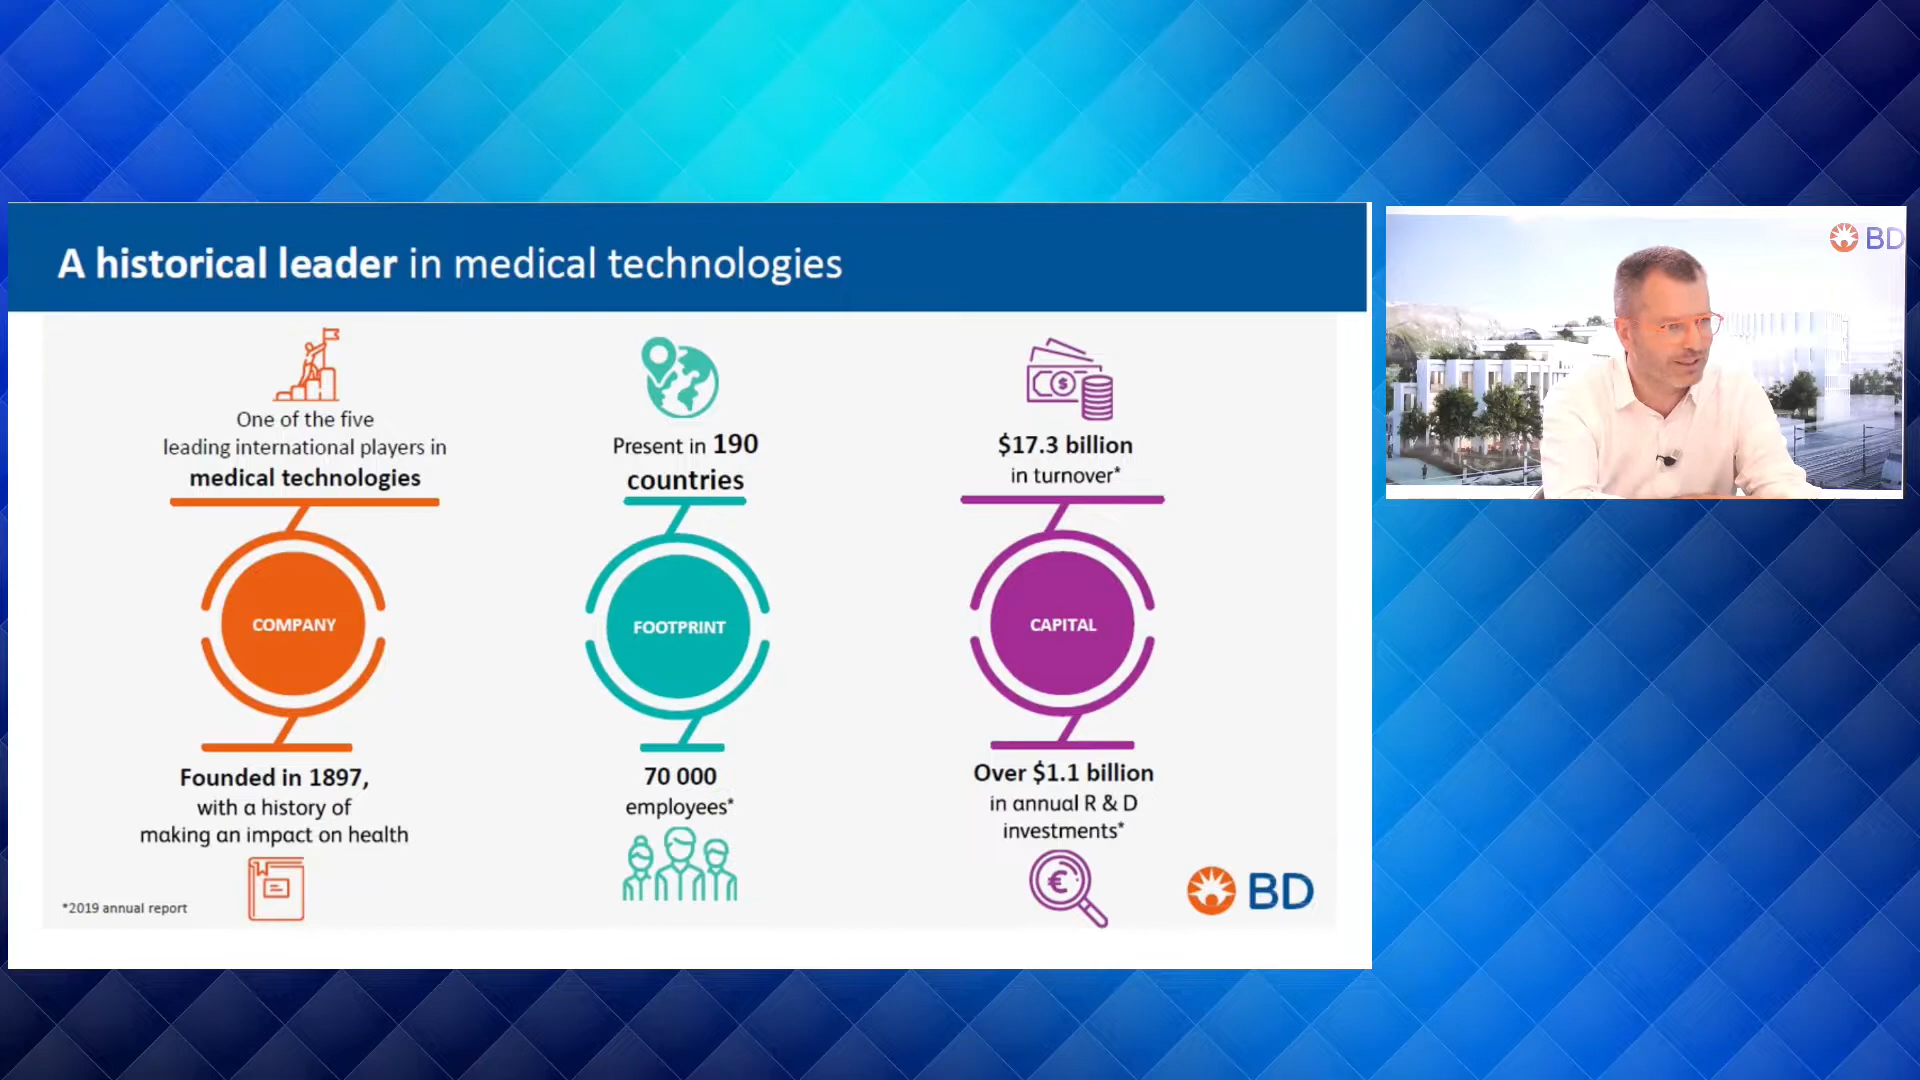 A historical leader in medical technologies
One of the five
leading international players in
medical technologies
COMPANY
Founded in 1897,
with a history of
making an impact on health
*2019 annual report
Present in 190
countries
FOOTPRINT
70 000
employees*
$17.3 billion
in turnover*
CAPITAL
Over $1.1 billion
in annual R & D
investments*
BD
BD